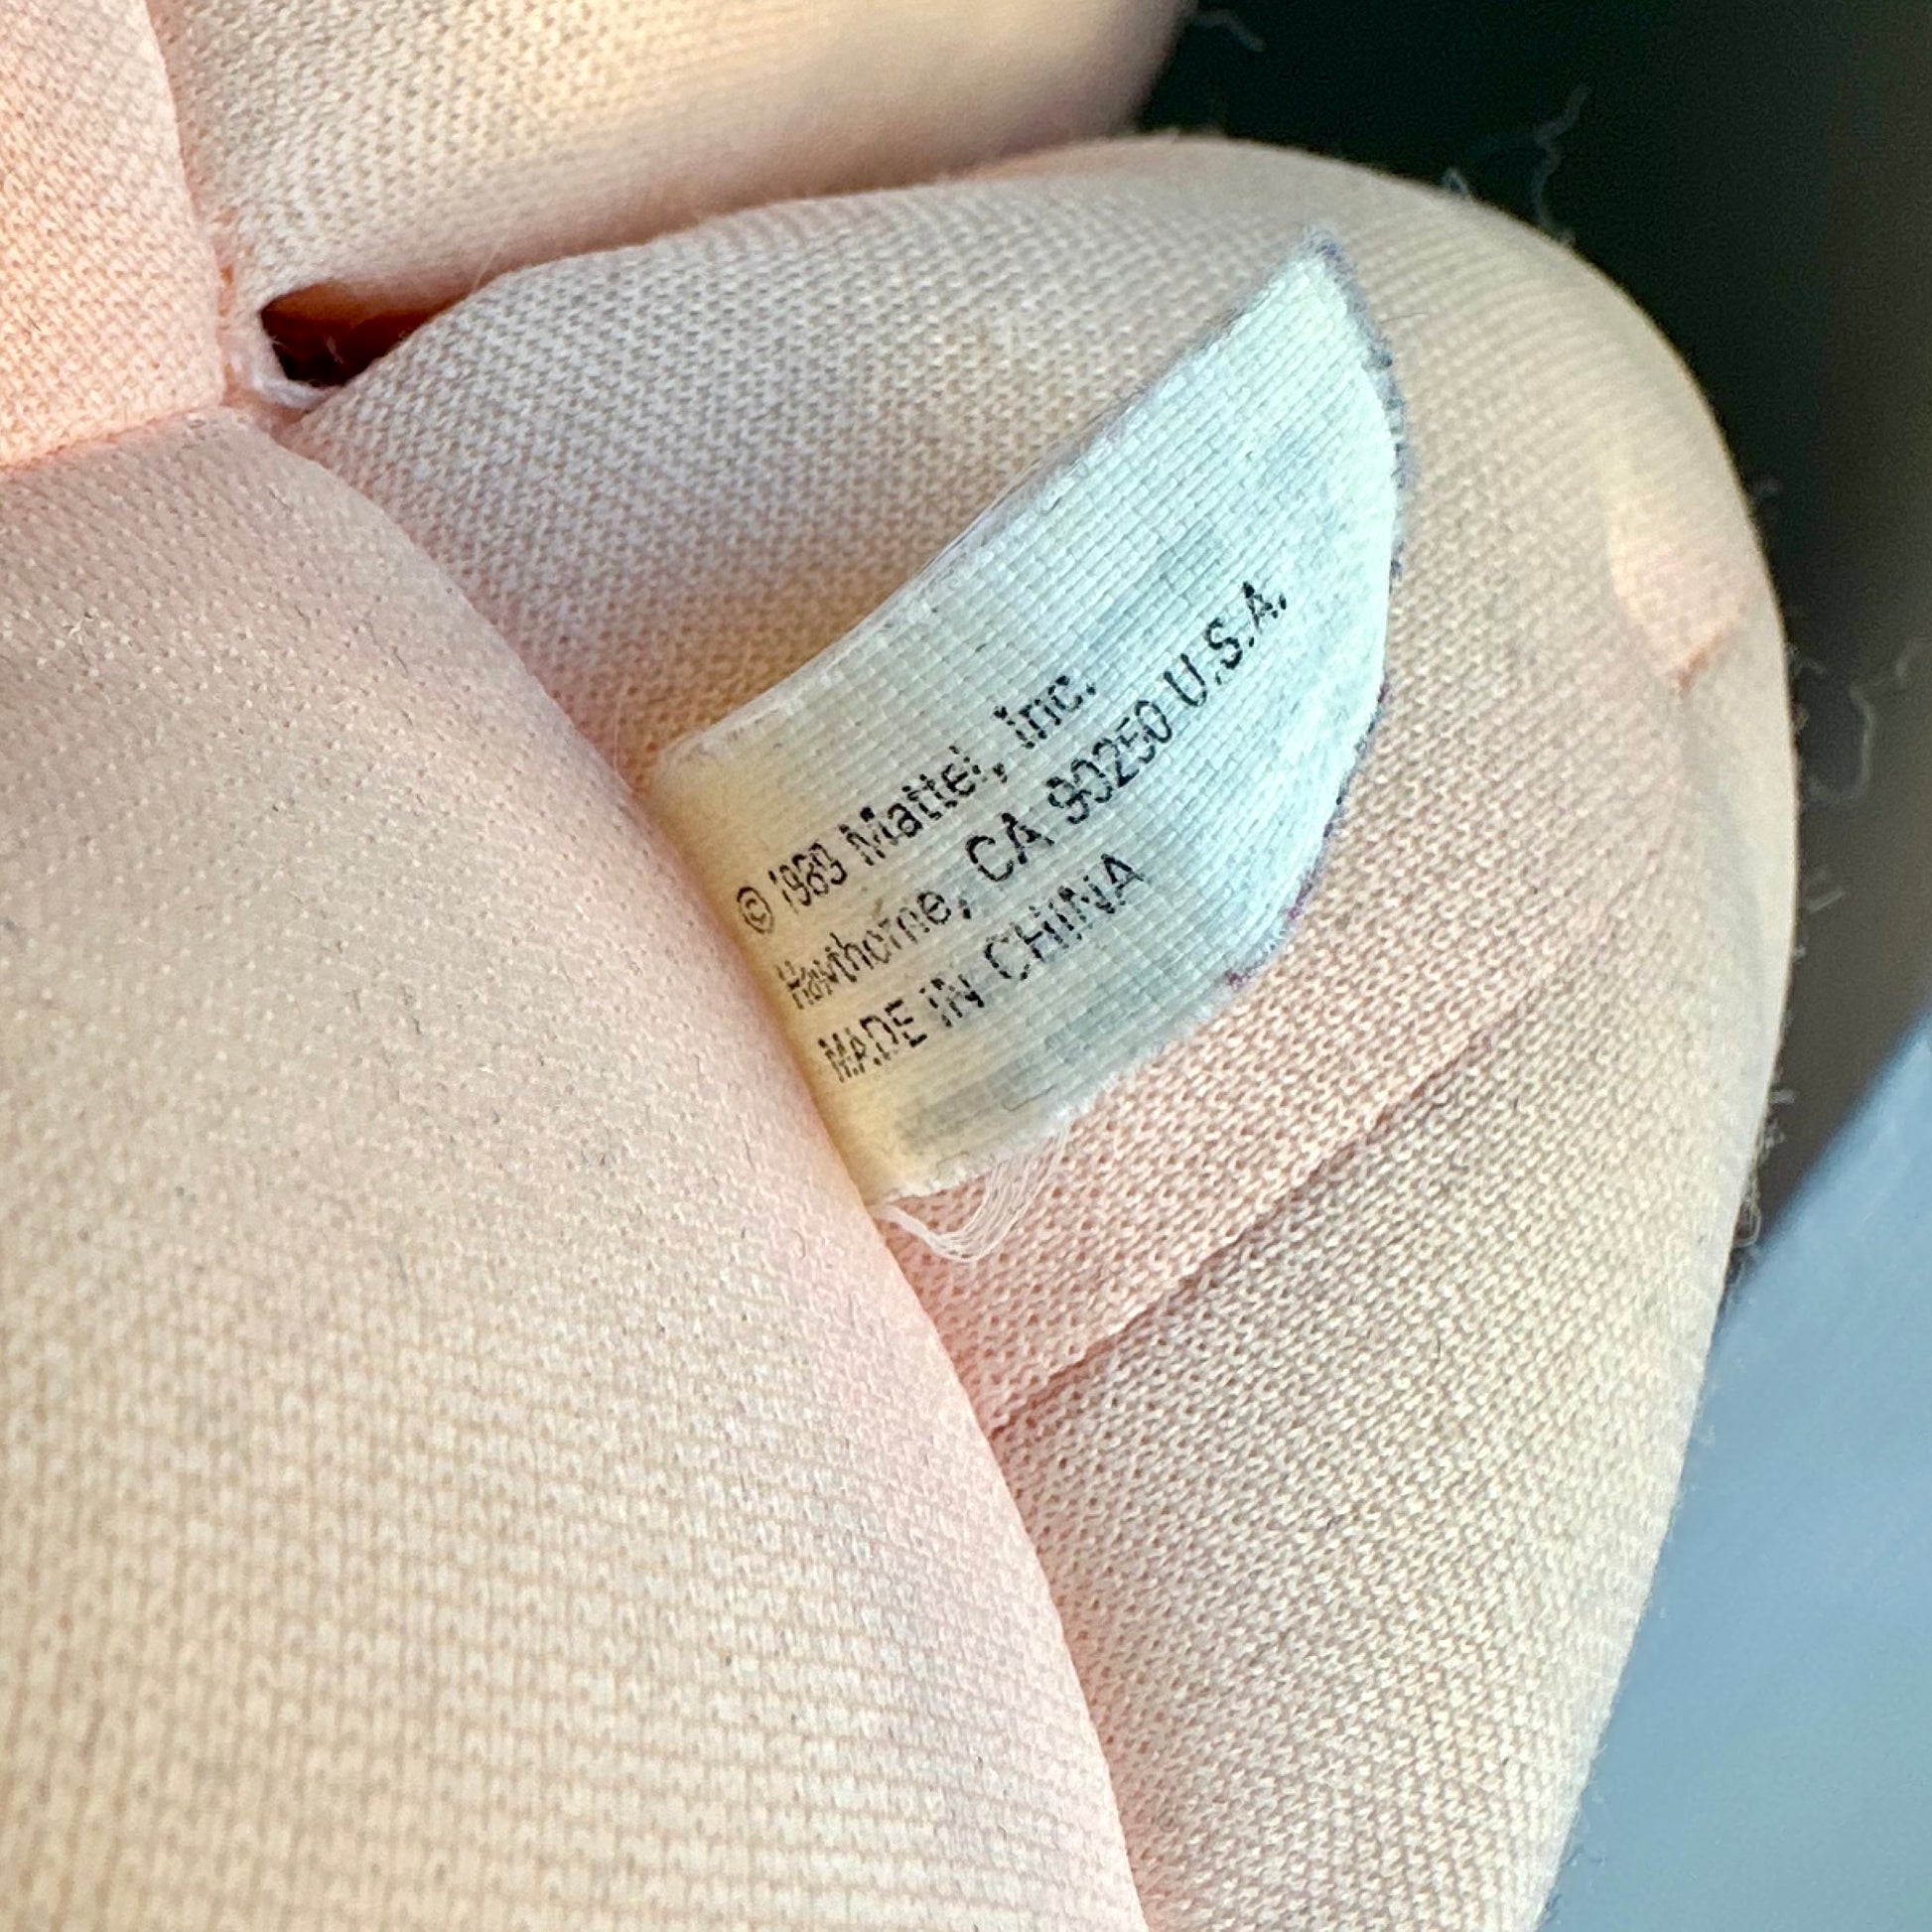 © 1989 Mattel, Inc.
Hawthorne, CA 90250 U.S.A.
MADE IN CHINA